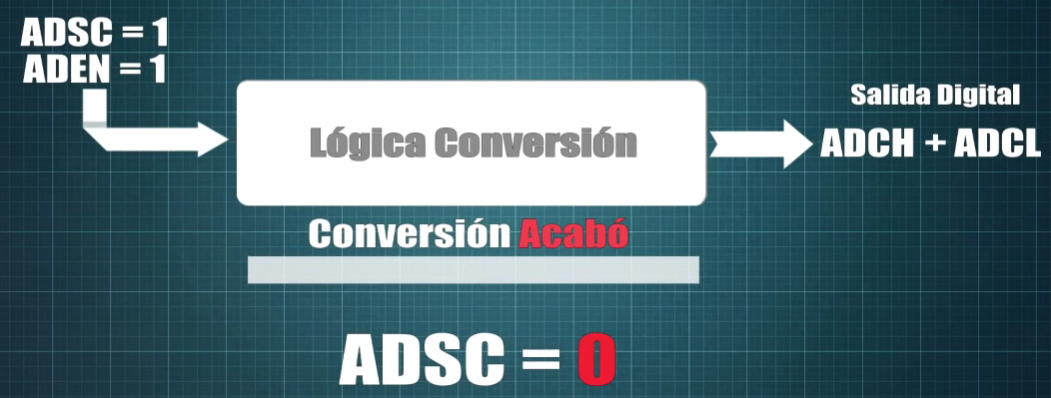 ADSC = 1
ADEN = 1
Lógica Conversión
Salida Digital
ADCH + ADCL
Conversión Acabó
ADSC = 0